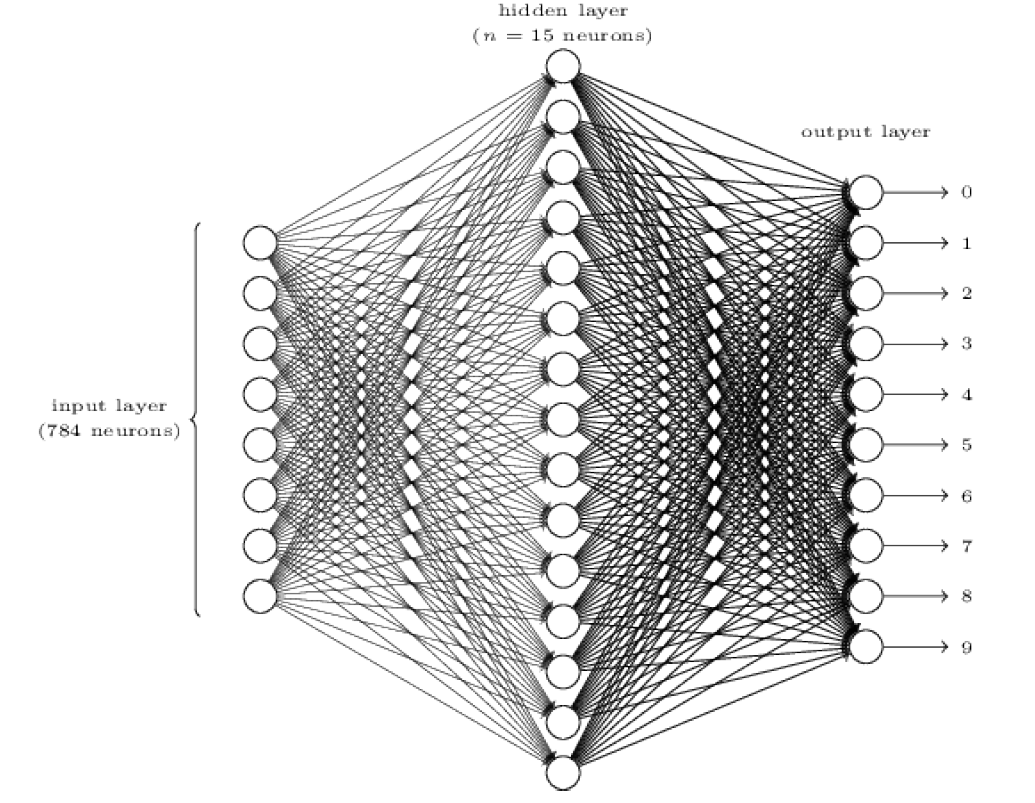 hidden layer
(n = 15 neurons)
output layer
0
1
2
3
4
5
6
7
8
9
input layer
(784 neurons)